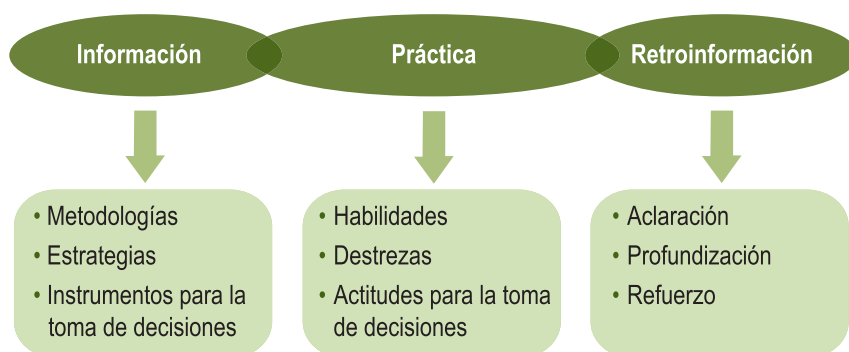 Información
Práctica
Retroinformación
• Metodologías
• Estrategias
• Instrumentos para la
toma de decisiones
• Habilidades
• Destrezas
• Actitudes para la toma
de decisiones
• Aclaración
• Profundización
• Refuerzo